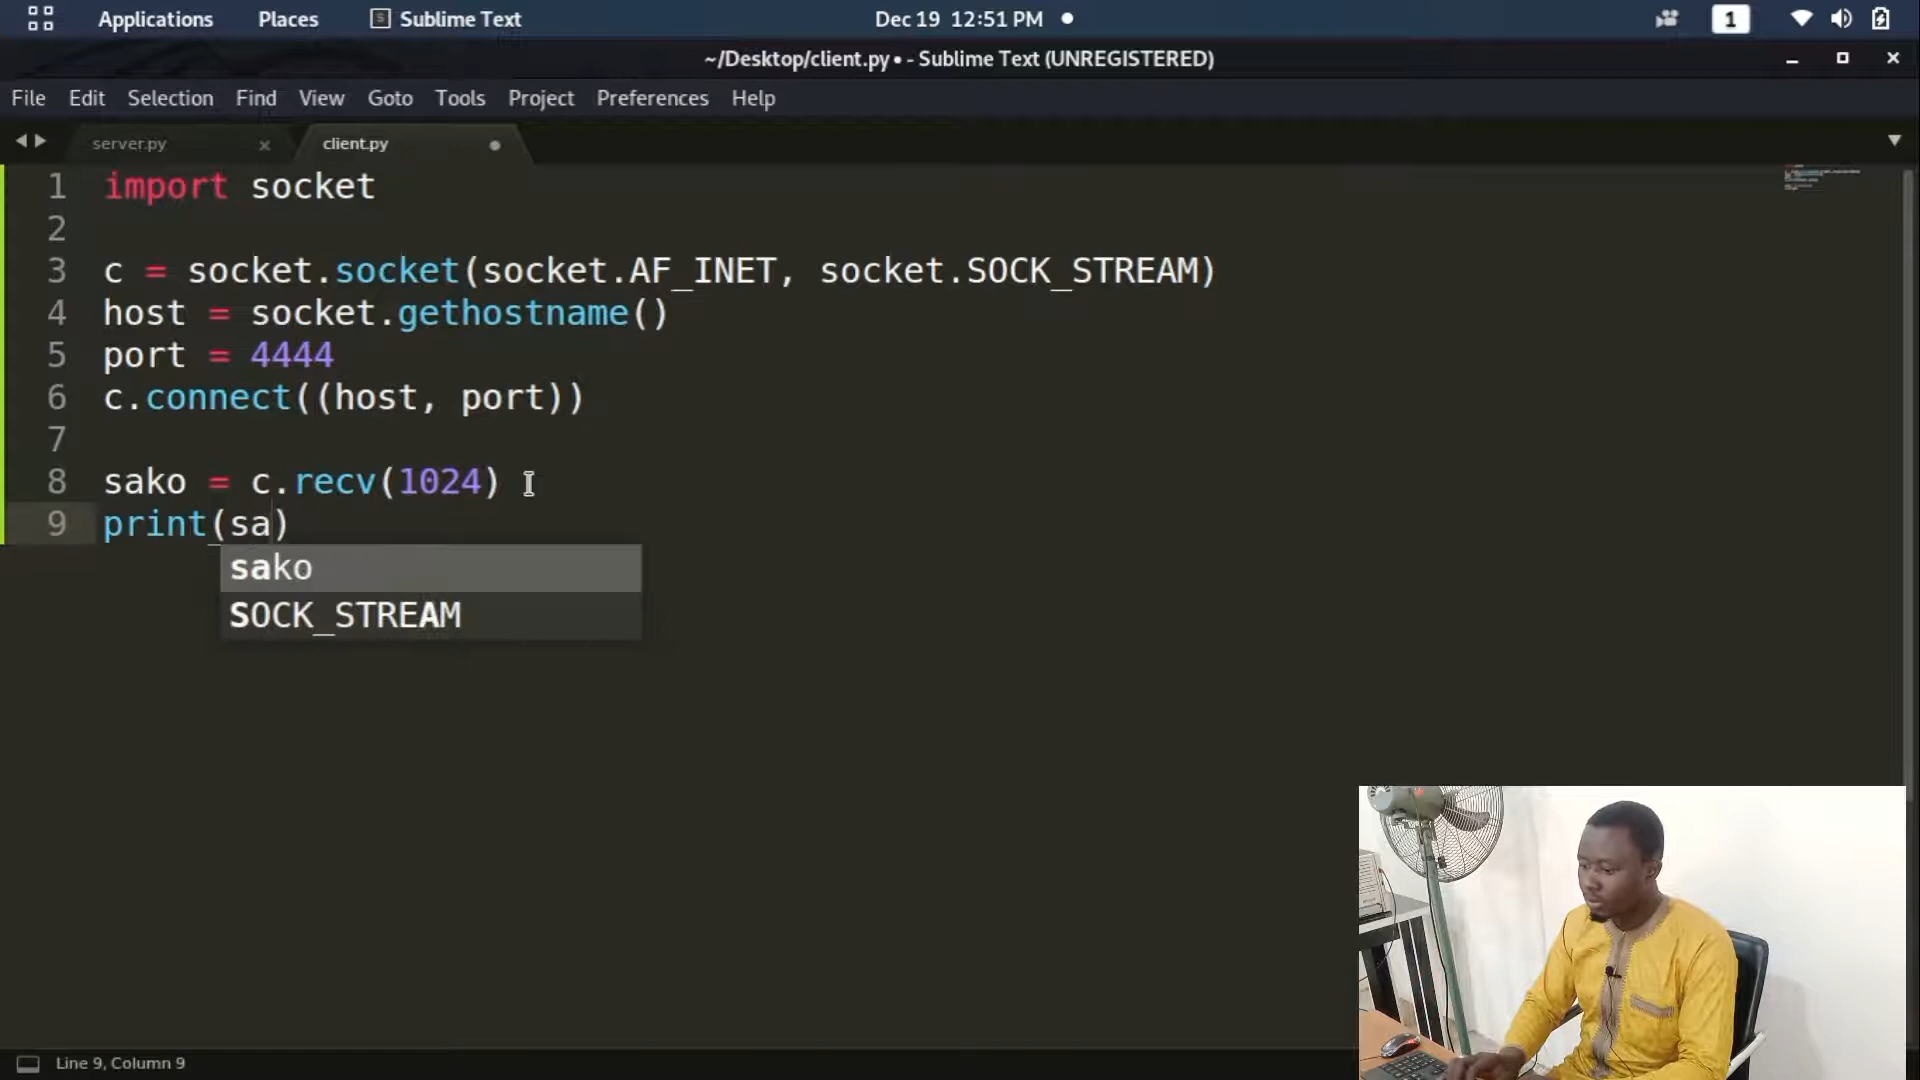 Applications Places Sublime Text Dec 19 12:51 PM 1
~/Desktop/client.py • - Sublime Text (UNREGISTERED)
File Edit Selection Find View Goto Tools Project Preferences Help
server.py client.py
1 import socket
2
3 c = socket.socket(socket.AF_INET, socket.SOCK_STREAM)
4 host = socket.gethostname()
5 port = 4444
6 c.connect((host, port))
7
8 sako = c.recv(1024)
9 print(sa)
sako
SOCK_STREAM
Line 9, Column 9